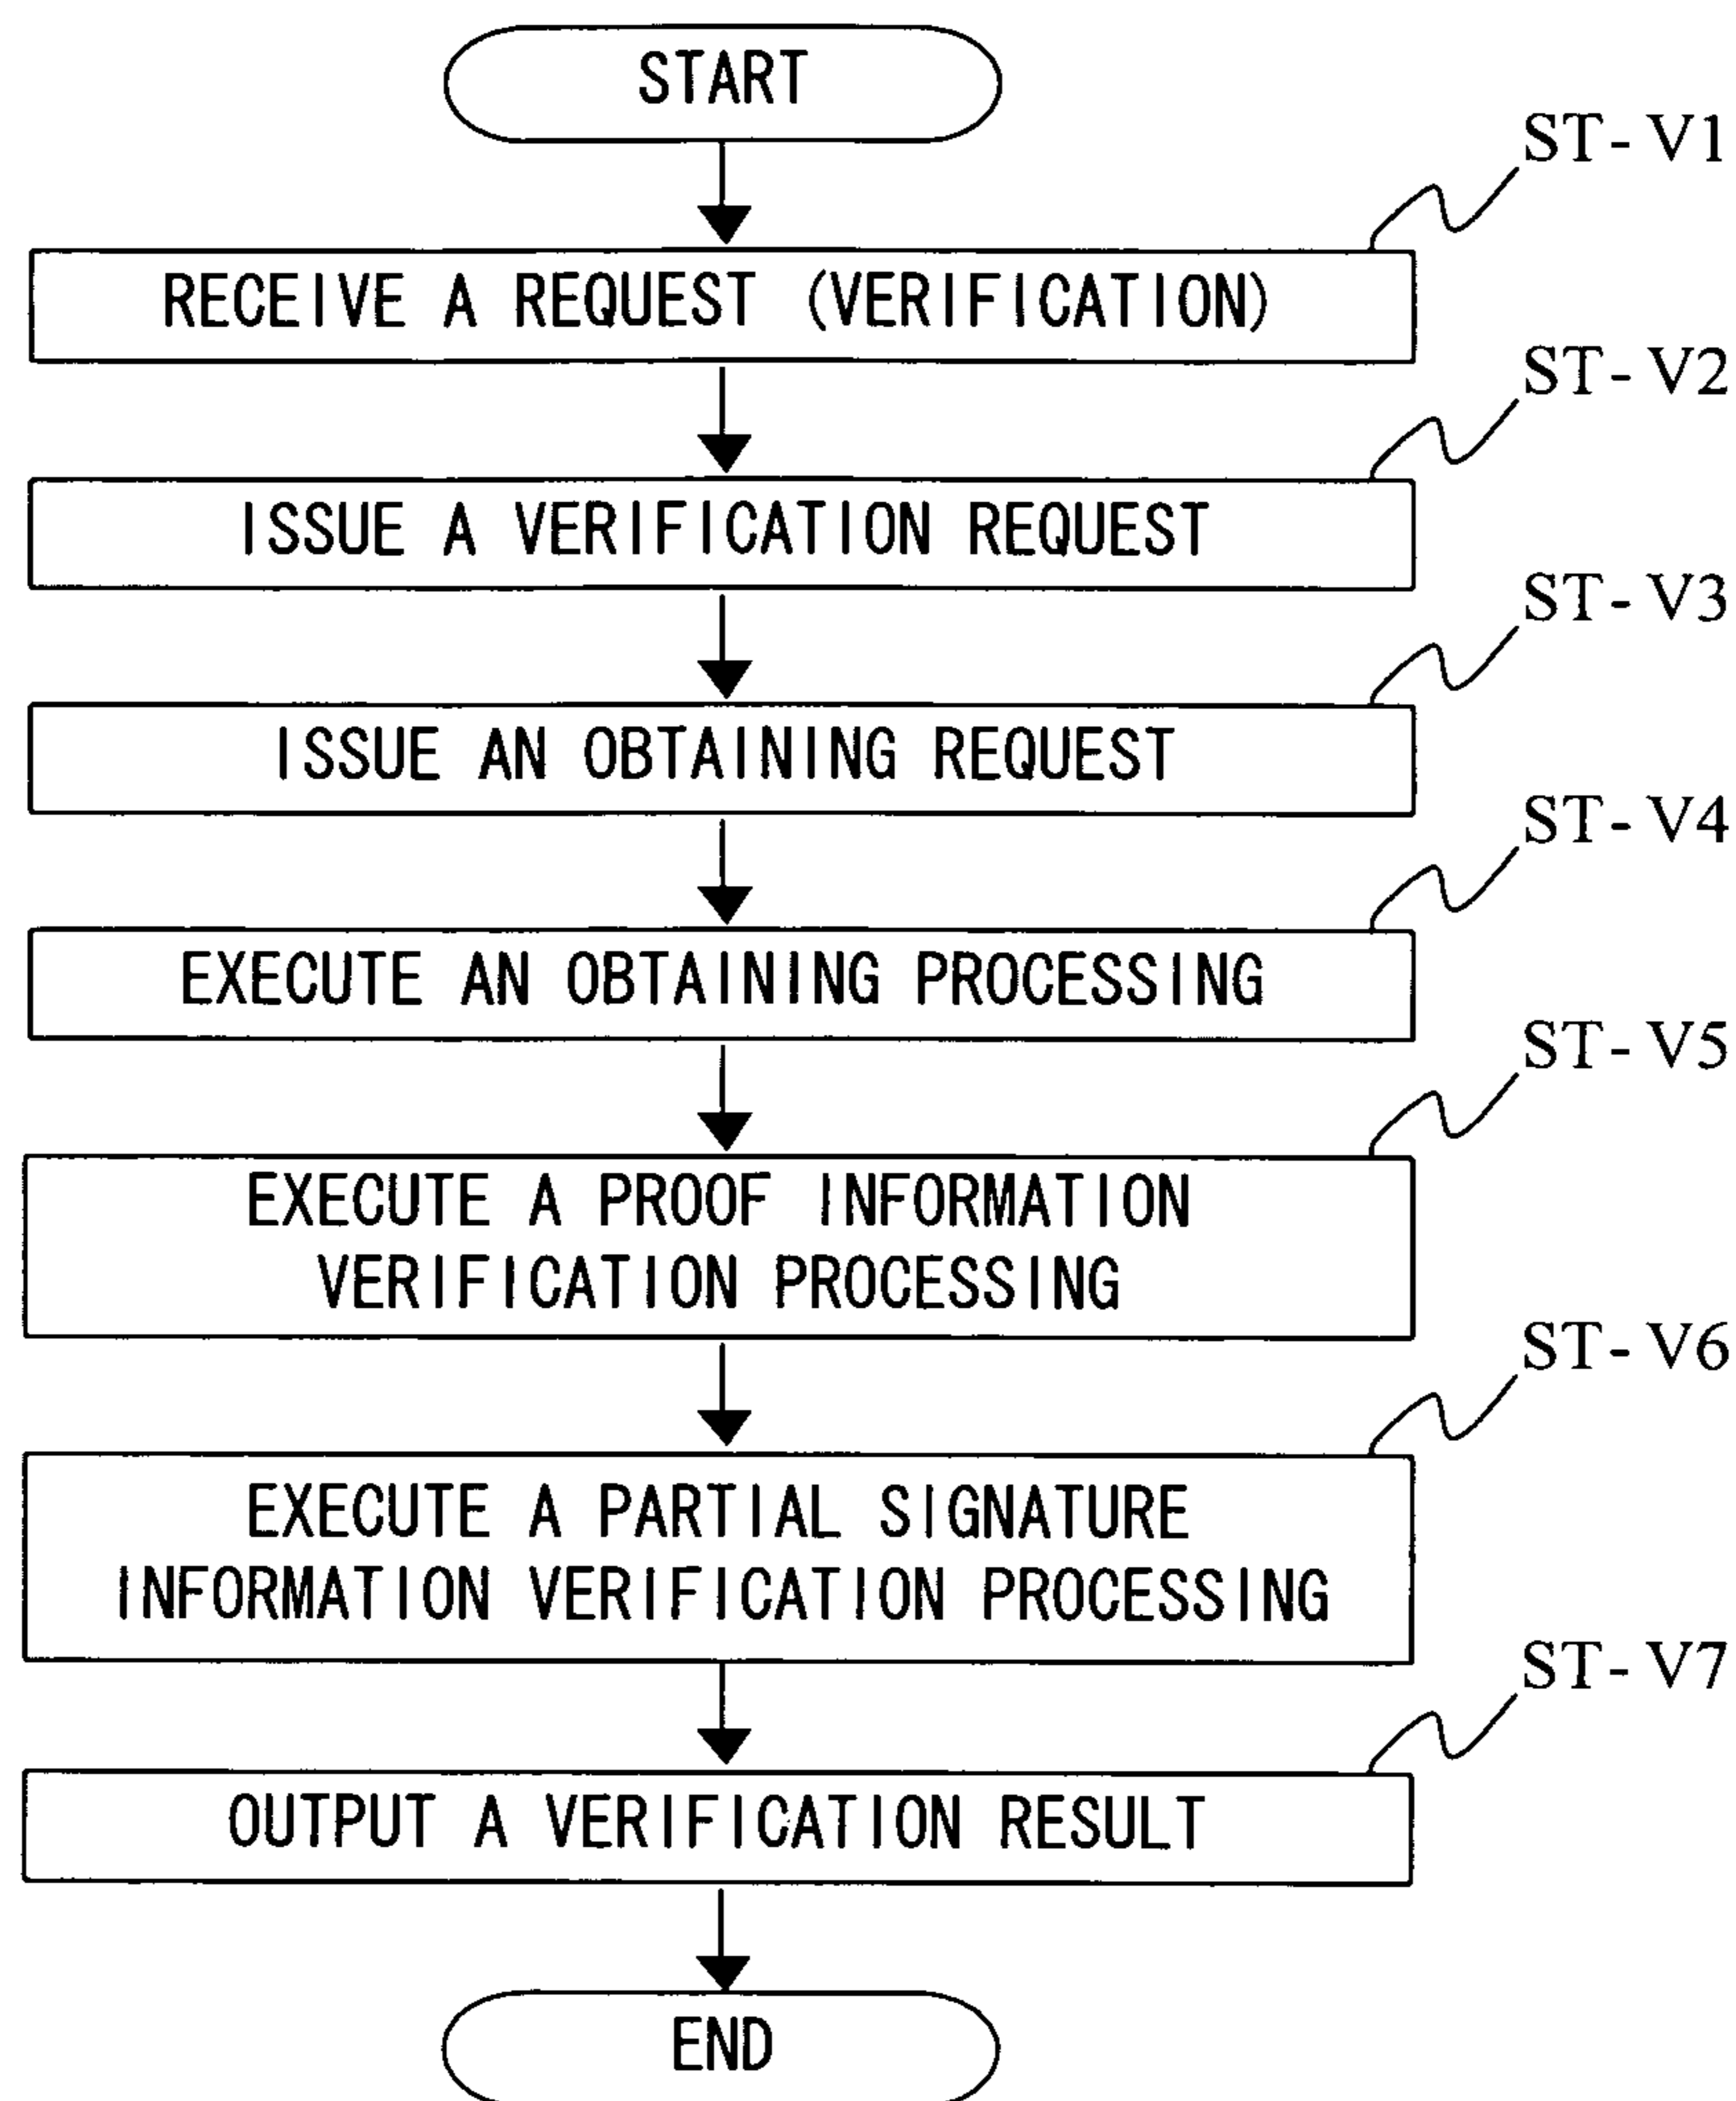 START
ST-V1
RECEIVE A REQUEST (VERIFICATION)
ST-V2
ISSUE A VERIFICATION REQUEST
ST-V3
ISSUE AN OBTAINING REQUEST
ST-V4
EXECUTE AN OBTAINING PROCESSING
ST-V5
EXECUTE A PROOF INFORMATION
VERIFICATION PROCESSING
ST-V6
EXECUTE A PARTIAL SIGNATURE
INFORMATION VERIFICATION PROCESSING
ST-V7
OUTPUT A VERIFICATION RESULT
END